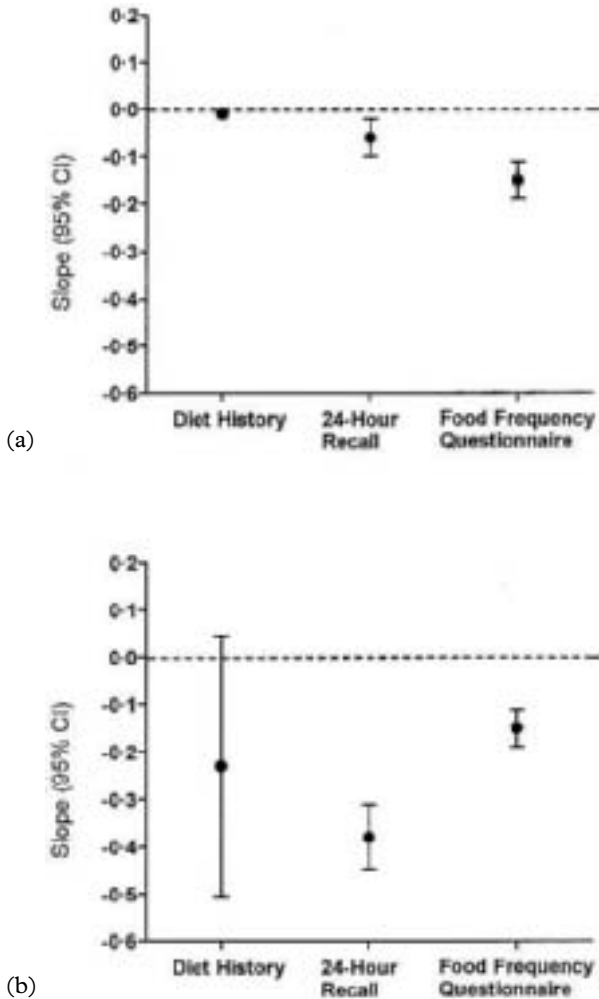 0·2
0·1
0·0
-0·1
-0·2
-0·3
-0·4
-0·5
-0·6
Slope (95% CI)
Diet History
24-Hour
Recall
Food Frequency
Questionnaire
(a)
0·2
0·1
0·0
-0·1
-0·2
-0·3
-0·4
-0·5
-0·6
Slope (95% CI)
Diet History
24-Hour
Recall
Food Frequency
Questionnaire
(b)